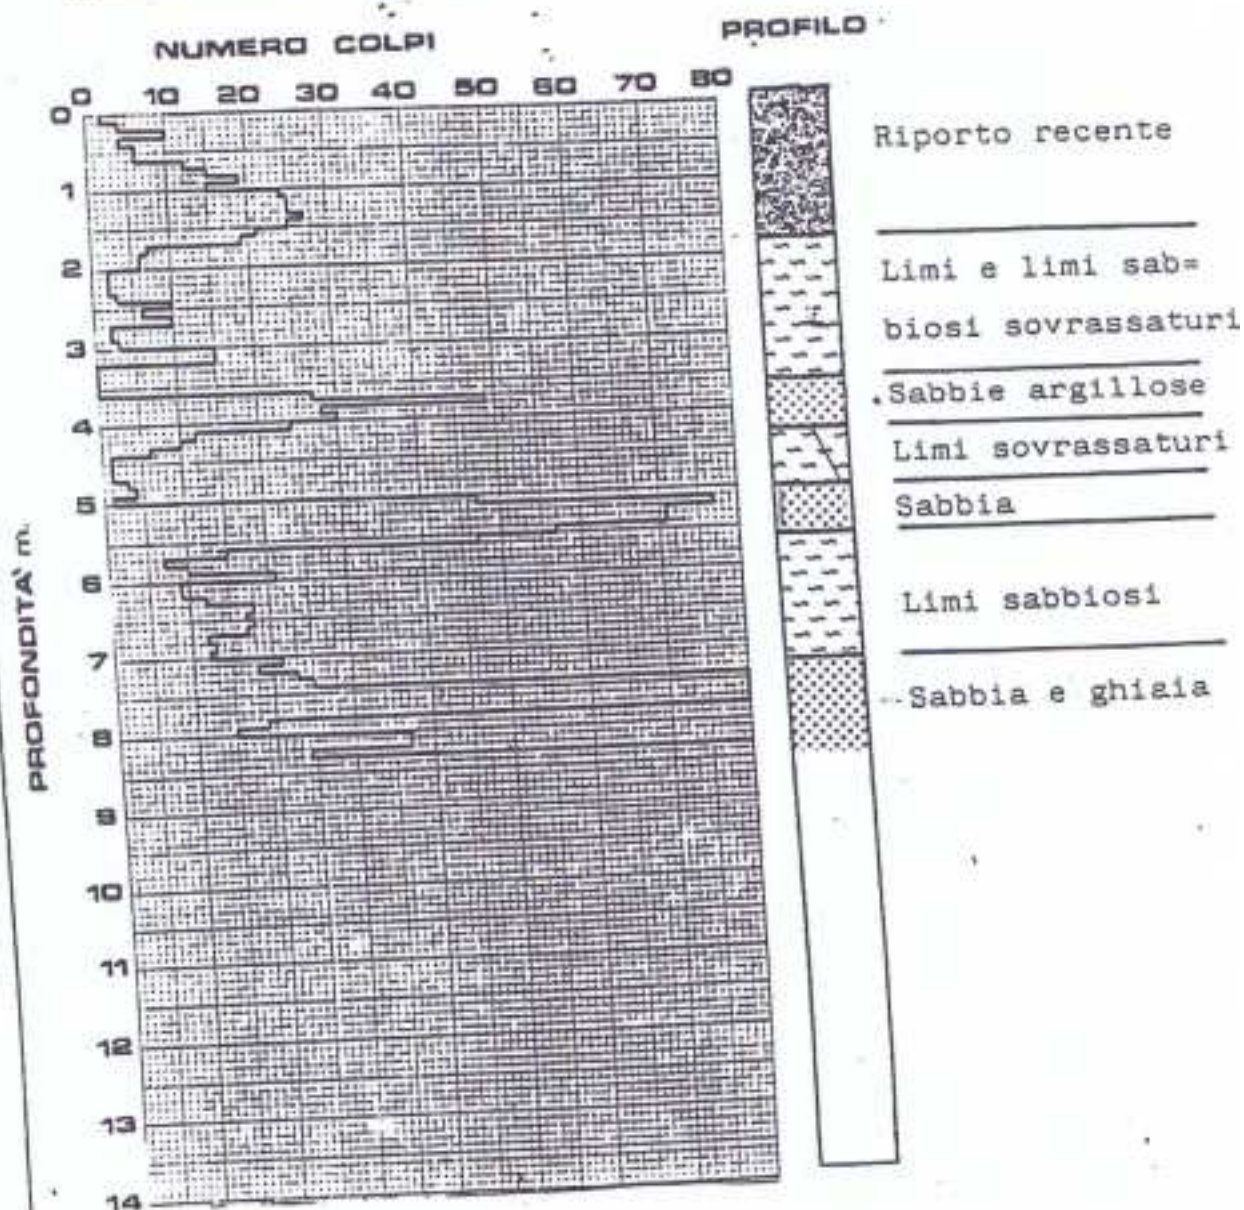 NUMERO COLPI
PROFILO
0 10 20 30 40 50 60 70 80
0
1
2
3
4
5
6
7
8
9
10
11
12
13
14
PROFONDITA' m.
Riporto recente
Limi e limi sab=
biosi sovrassaturi
Sabbie argillose
Limi sovrassaturi
Sabbia
Limi sabbiosi
Sabbia e ghiaia